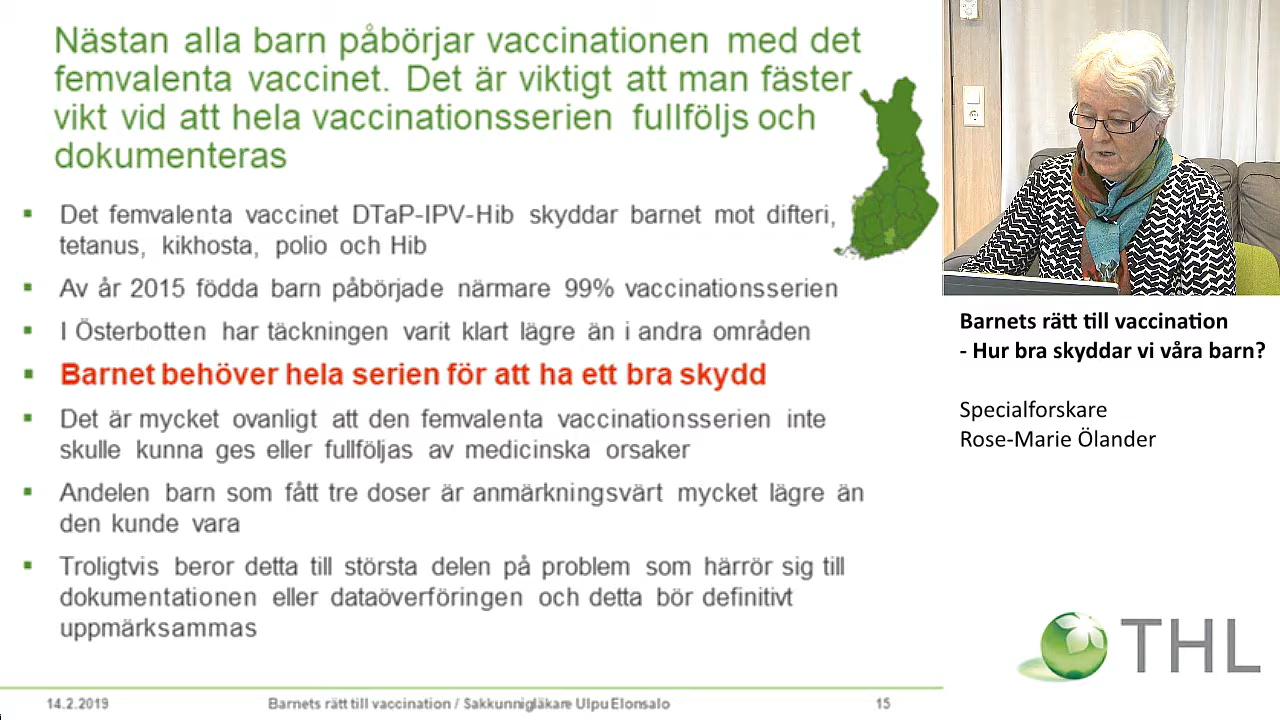 Nästan alla barn påbörjar vaccinationen med det
femvalenta vaccinet. Det är viktigt att man fäster
vikt vid att hela vaccinationsserien fullföljs och
dokumenteras
Det femvalenta vaccinet DTaP-IPV-Hib skyddar barnet mot difteri,
tetanus, kikhosta, polio och Hib
Av år 2015 födda barn påbörjade närmare 99% vaccinationsserien
I Österbotten har täckningen varit klart lägre än i andra områden
Barnet behöver hela serien för att ha ett bra skydd
Det är mycket ovanligt att den femvalenta vaccinationsserien inte
skulle kunna ges eller fullföljas av medicinska orsaker
Andelen barn som fått tre doser är anmärkningsvärt mycket lägre än
den kunde vara
Troligtvis beror detta till största delen på problem som härrör sig till
dokumentationen eller dataöverföringen och detta bör definitivt
uppmärksammas
14.2.2019
Barnets rätt till vaccination / Sakkunnigläkare Ulpu Elonsalo
15
Barnets rätt till vaccination
- Hur bra skyddar vi våra barn?
Specialforskare
Rose-Marie Ölander
THL